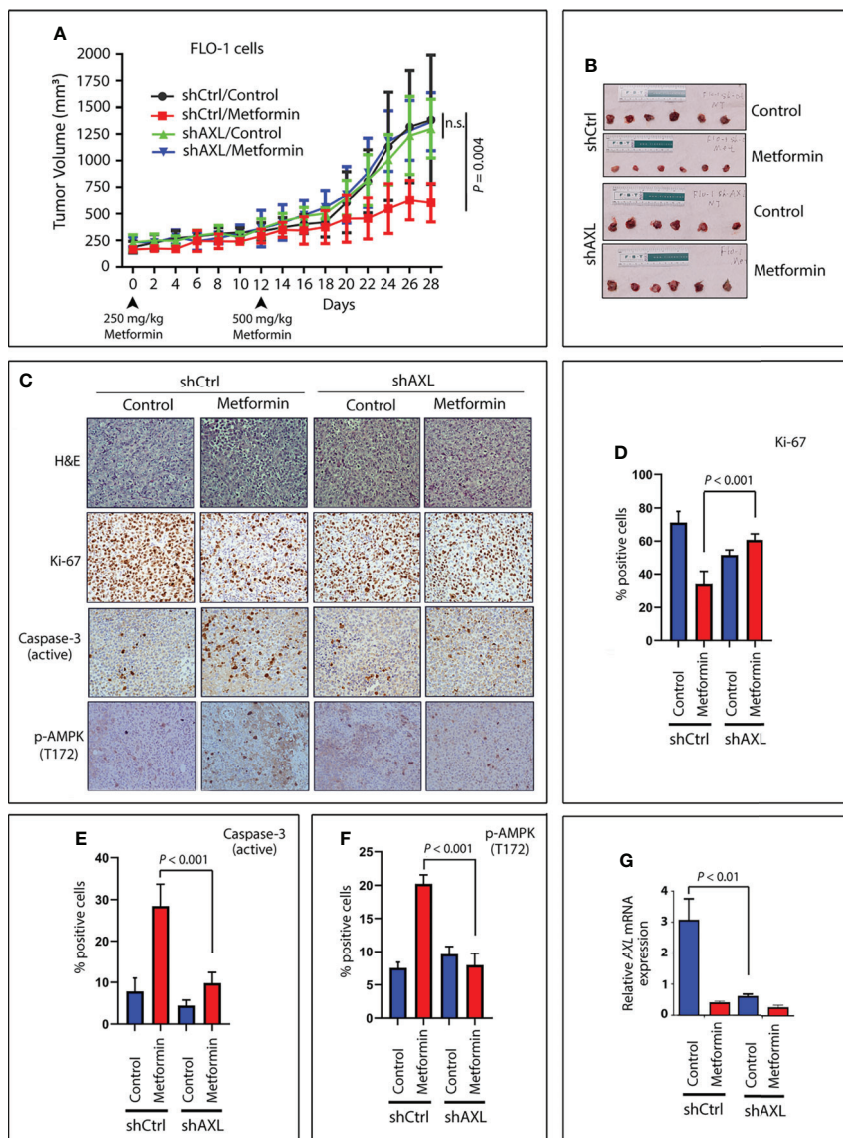 A
FLO-1 cells
Tumor Volume (mm³)
2000
1750
1500
1250
1000
750
500
250
0
shCtrl/Control
shCtrl/Metformin
shAXL/Control
shAXL/Metformin
n.s.
P = 0.004
0 2 4 6 8 10 12 14 16 18 20 22 24 26 28
Days
250 mg/kg
Metformin
500 mg/kg
Metformin
B
shCtrl
Control
Metformin
shAXL
Control
Metformin
C
shCtrl shAXL
Control Metformin Control Metformin
H&E
Ki-67
Caspase-3
(active)
p-AMPK
(T172)
D
Ki-67
% positive cells
100
80
60
40
20
0
P < 0.001
Control Metformin Control Metformin
shCtrl shAXL
E
Caspase-3
(active)
% positive cells
40
30
20
10
0
P < 0.001
Control Metformin Control Metformin
shCtrl shAXL
F
p-AMPK
(T172)
% positive cells
25
20
15
10
5
0
P < 0.001
Control Metformin Control Metformin
shCtrl shAXL
G
Relative AXL mRNA
expression
4
3
2
1
0
P < 0.01
Control Metformin Control Metformin
shCtrl shAXL